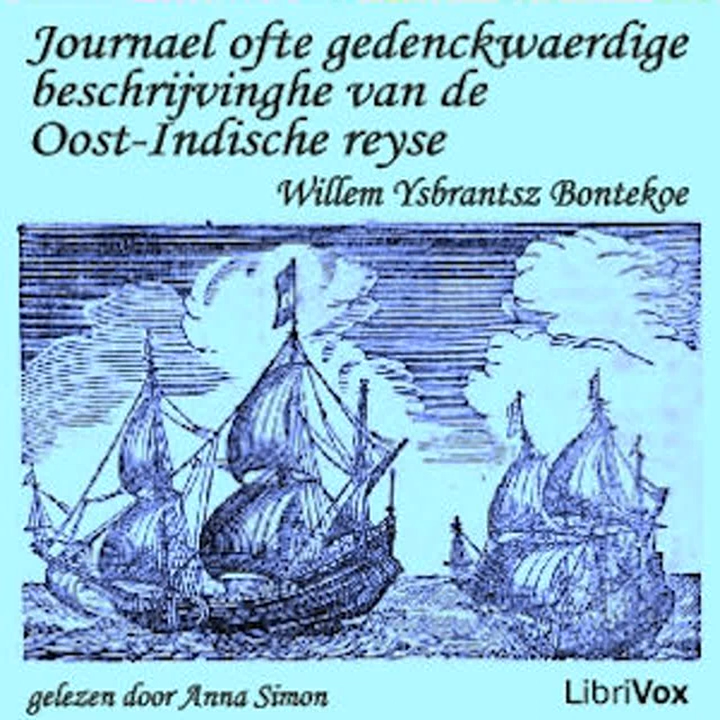 Journael ofte gedenckwaerdige
beschrijvinghe van de
Oost-Indische reyse
Willem Ysbrantsz Bontekoe
gelezen door Anna Simon
LibriVox